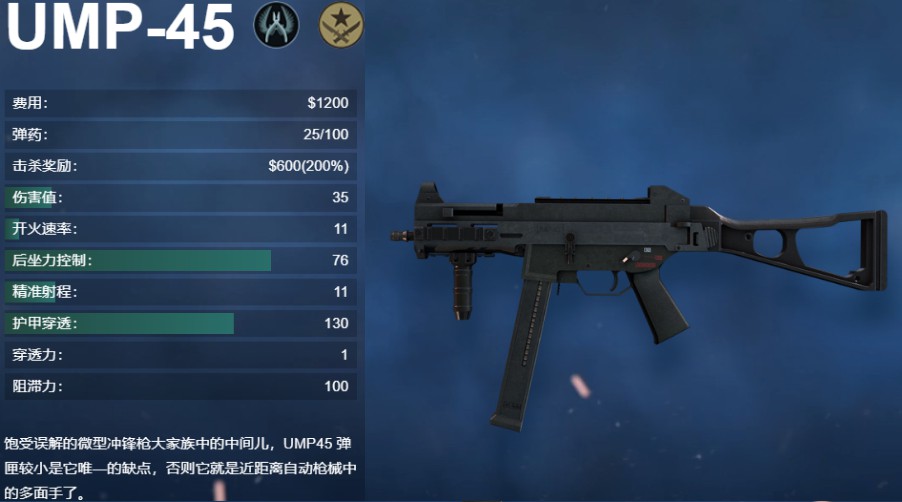 UMP-45
费用： $1200
弹药： 25/100
击杀奖励： $600(200%)
伤害值： 35
开火速率： 11
后坐力控制： 76
精准射程： 11
护甲穿透： 130
穿透力： 1
阻滞力： 100
饱受误解的微型冲锋枪大家族中的中间儿，UMP45 弹
匣较小是它唯一的缺点，否则它就是近距离自动枪械中
的多面手了。